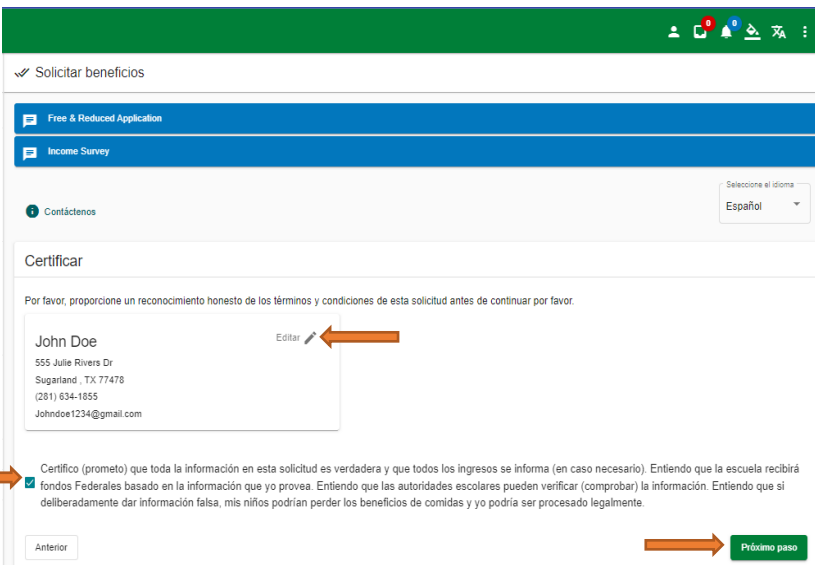 0
0
Solicitar beneficios
Free & Reduced Application
Income Survey
Seleccione el idioma
Español
Contáctenos
Certificar
Por favor, proporcione un reconocimiento honesto de los términos y condiciones de esta solicitud antes de continuar por favor.
John Doe
Editar
555 Julie Rivers Dr
Sugarland , TX 77478
(281) 634-1855
Johndoe1234@gmail.com
Certifico (prometo) que toda la información en esta solicitud es verdadera y que todos los ingresos se informa (en caso necesario). Entiendo que la escuela recibirá
fondos Federales basado en la información que yo provea. Entiendo que las autoridades escolares pueden verificar (comprobar) la información. Entiendo que si
deliberadamente dar información falsa, mis niños podrían perder los beneficios de comidas y yo podría ser procesado legalmente.
Anterior
Próximo paso